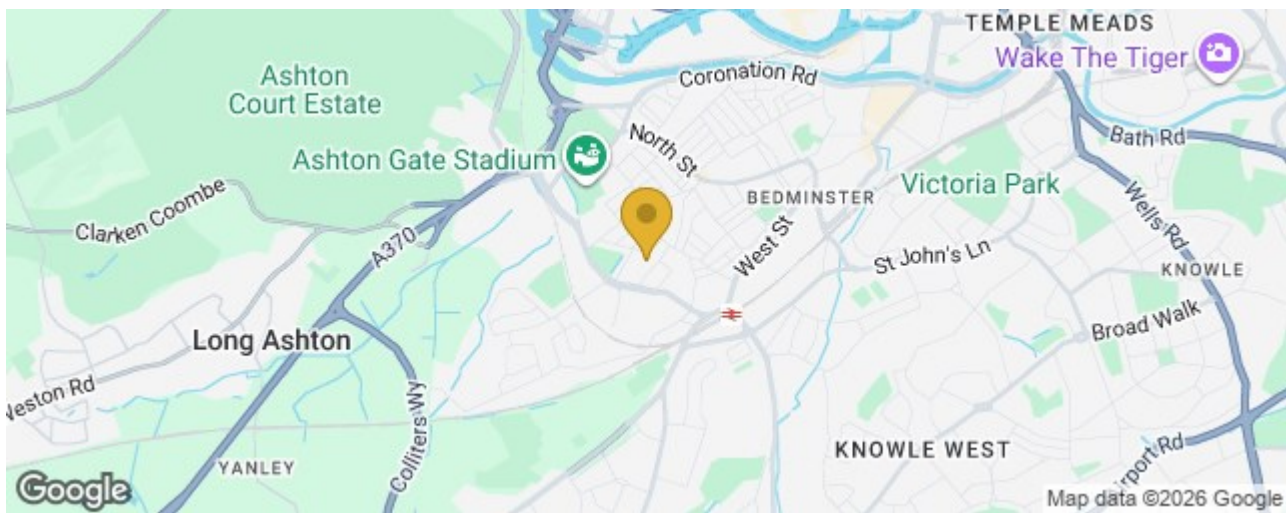 TEMPLE MEADS
Wake The Tiger
Ashton
Court Estate
Coronation Rd
Bath Rd
North St
Ashton Gate Stadium
BEDMINSTER
Victoria Park
Clarken Coombe
A370
West St
St John's Ln
Wells Rd
KNOWLE
Long Ashton
Broad Walk
Weston Rd
Colliters Wy
KNOWLE WEST
Airport Rd
YANLEY
Google
Map data ©2026 Google